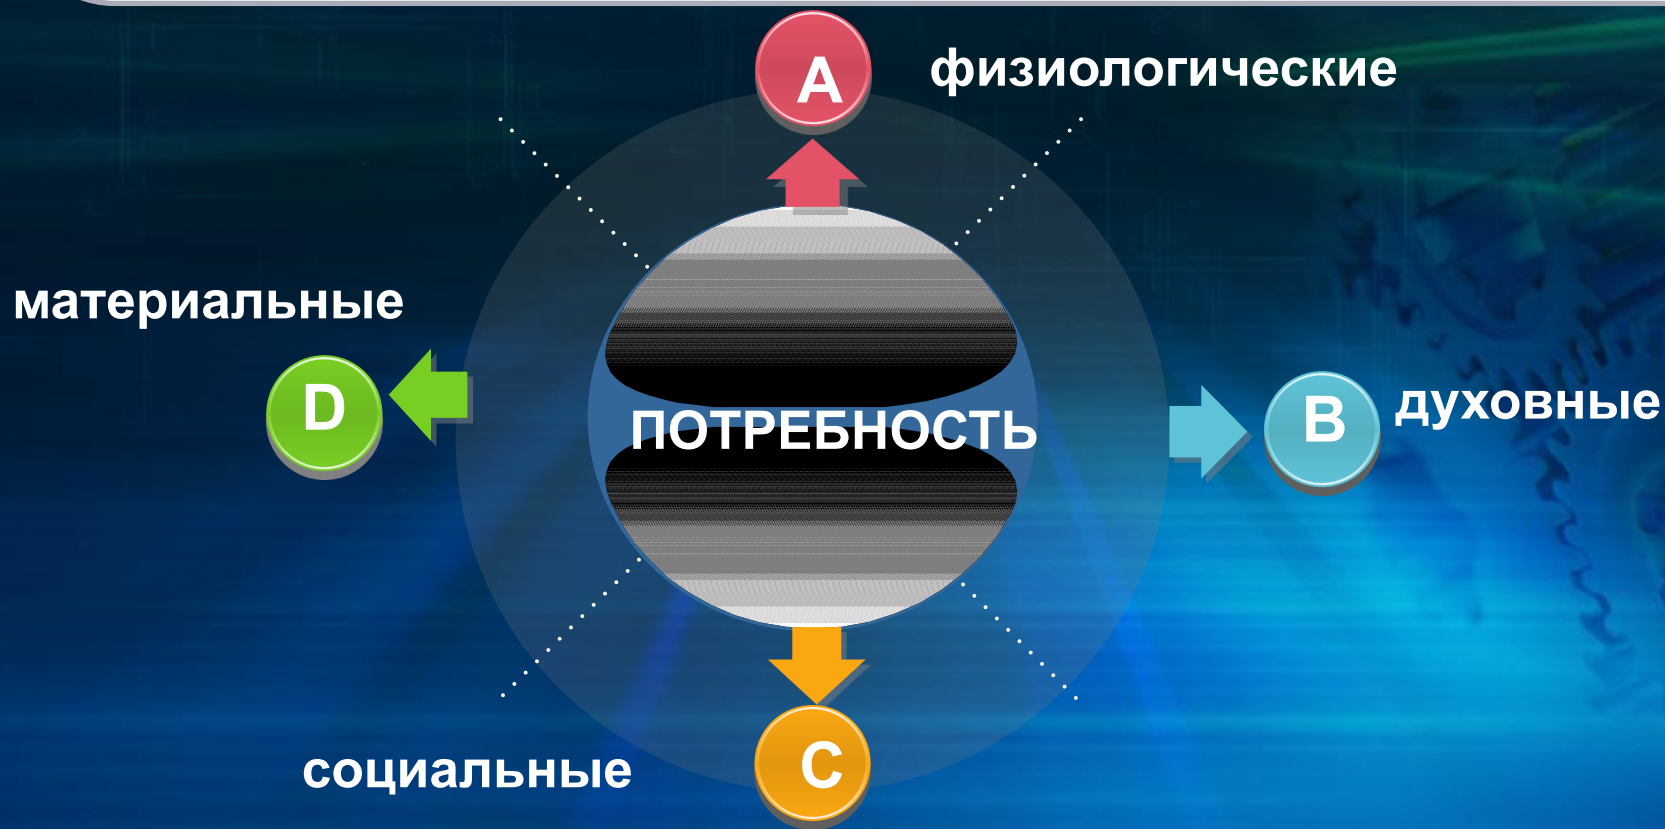 A
физиологические
материальные
D
ПОТРЕБНОСТЬ
B
духовные
социальные
C